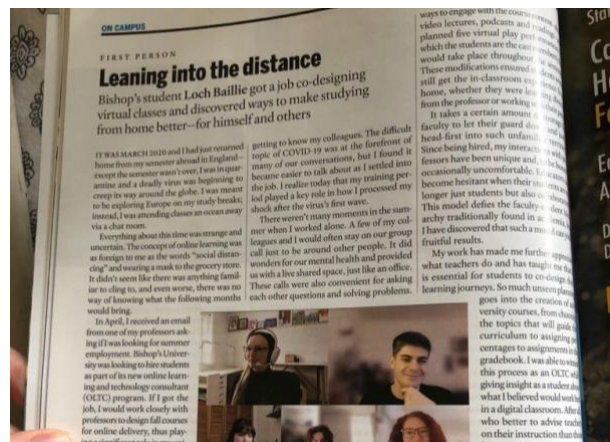 ON CAMPUS
FIRST PERSON
Leaning into the distance
Bishop's student Loch Baillie got a job co-designing
virtual classes and discovered ways to make studying
from home better—for himself and others
IT WAS MARCH 2020 and I had just returned
home from my semester abroad in England—
except the semester wasn't over, I was in quar-
antine and a deadly virus was beginning to
creep its way around the globe. I was meant
to be exploring Europe on my study breaks;
instead, I was attending classes an ocean away
via a chat room.
Everything about this time was strange and
uncertain. The concept of online learning was
as foreign to me as the words "social distan-
cing" and wearing a mask to the grocery store.
It didn't seem like there was anything famil-
iar to cling to, and even worse, there was no
way of knowing what the following months
would bring.
In April, I received an email
from one of my professors ask-
ing if I was looking for summer
employment. Bishop's Univer-
sity was looking to hire students
as part of its new online learn-
ing and technology consultant
(OLTC) program. If I got the
job, I would work closely with
professors to design fall courses
for online delivery, thus play-
getting to know my colleagues. The difficult
topic of COVID-19 was at the forefront of
many of our conversations, but I found it
became easier to talk about as I settled into
the job. I realize today that my training per-
iod played a key role in how I processed my
shock after the virus's first wave.
There weren't many moments in the sum-
mer when I worked alone. A few of my col-
leagues and I would often stay on our group
call just to be around other people. It did
wonders for our mental health and provided
us with a live shared space, just like an office.
These calls were also convenient for asking
each other questions and solving problems.
ways to engage with the course
video lectures, podcasts and
planned five virtual play
which the students are the cast
would take place throughout
These modifications ensured
still get the in-classroom
home, whether they were
from the professor or working
It takes a certain amount
faculty to let their guard
head-first into such
Since being hired, my
fessors have been unique and,
occasionally uncomfortable.
become hesitant when their
longer just students but also
This model defies the faculty
archy traditionally found in
I have discovered that such a
fruitful results.
My work has made me further
what teachers do and has taught me
is essential for students to co-design
learning journeys. So much unseen
goes into the creation of
versity courses, from
the topics that will guide
curriculum to assigning
centages to assignments in
gradebook. I was able to
this process as an OLTC
giving insight as a student
what I believed would work
in a digital classroom.
who better to advise
on their instruction than